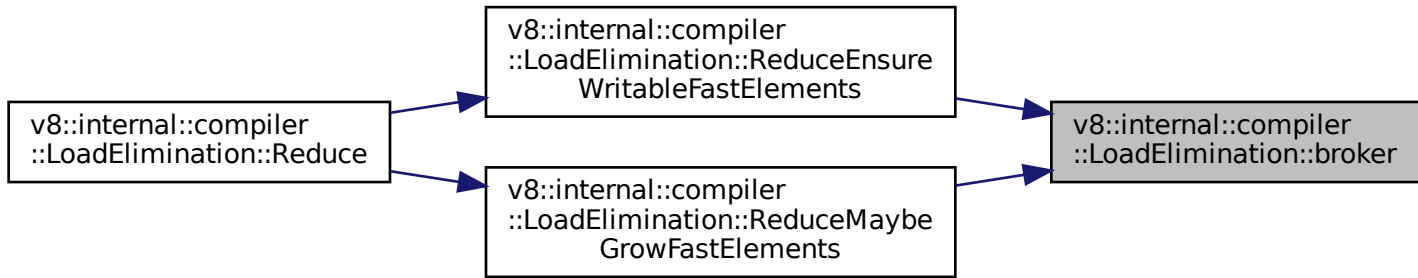 v8::internal::compiler
::LoadElimination::Reduce
v8::internal::compiler
::LoadElimination::ReduceEnsure
WritableFastElements
v8::internal::compiler
::LoadElimination::ReduceMaybe
GrowFastElements
v8::internal::compiler
::LoadElimination::broker